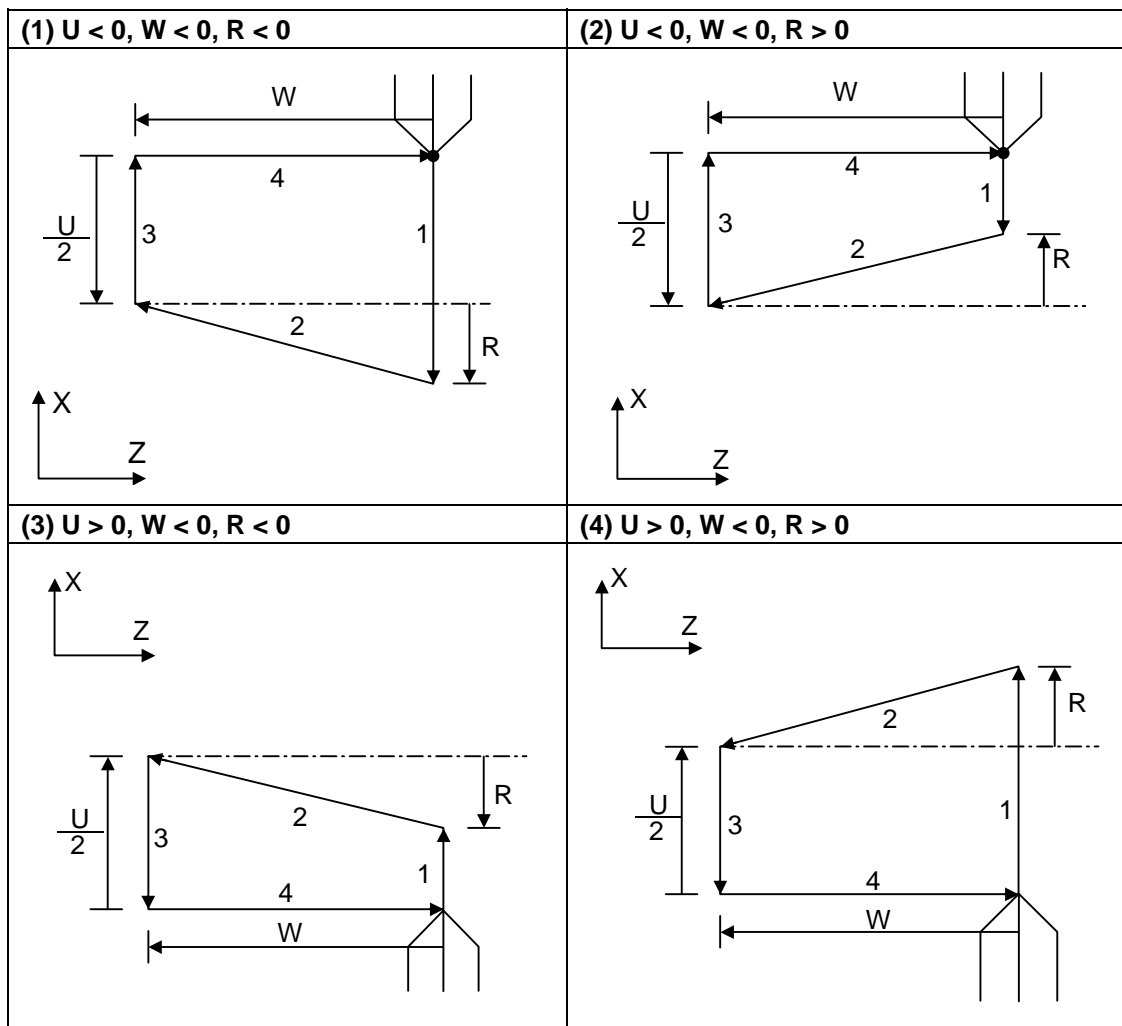 (1) U < 0, W < 0, R < 0
W
4
U
2
3
1
2
R
X
Z
(2) U < 0, W < 0, R > 0
W
4
1
U
2
3
2
R
X
Z
(3) U > 0, W < 0, R < 0
X
Z
R
2
U
2
3
1
4
W
(4) U > 0, W < 0, R > 0
X
Z
R
2
U
2
3
1
4
W